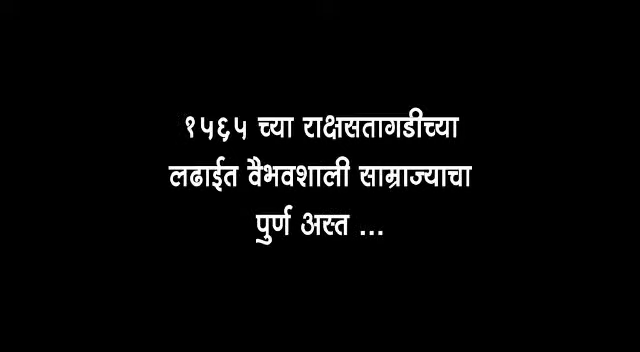 १५६५ च्या राक्षसतागडीच्या
लढाईत वैभवशाली साम्राज्याचा
पुर्ण अस्त ...